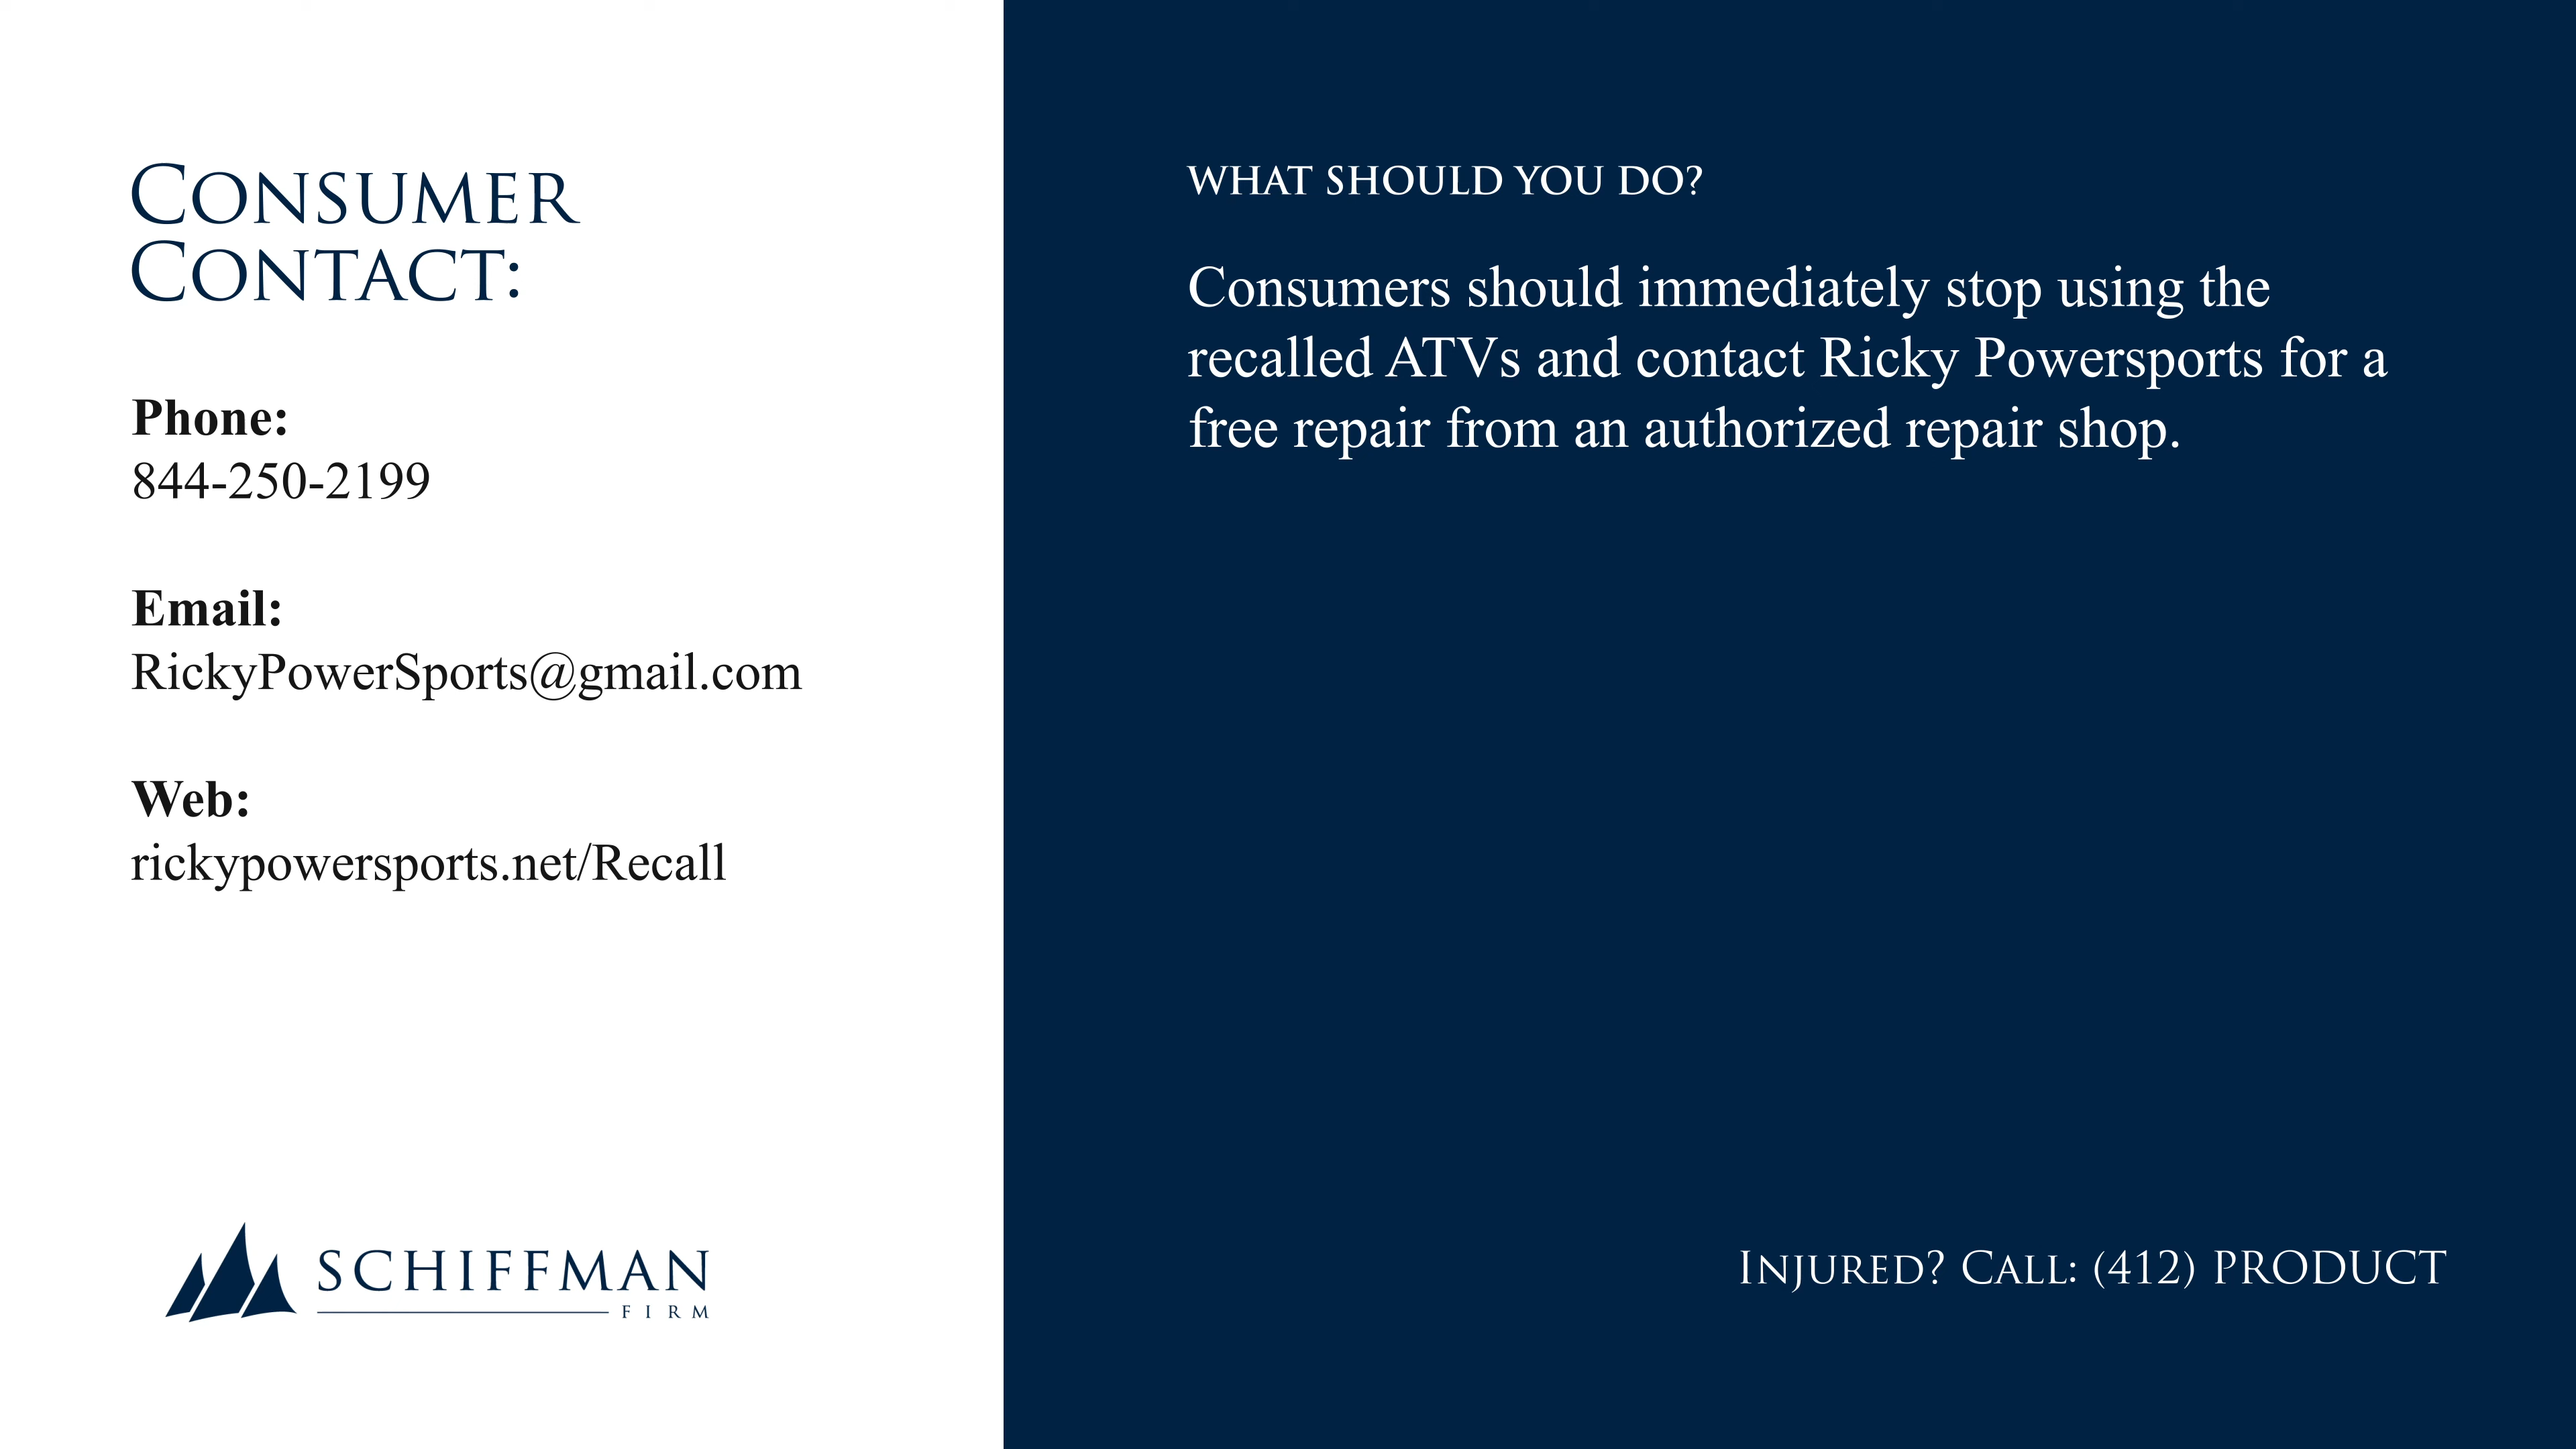 CONSUMER
CONTACT:
Phone:
844-250-2199
Email:
RickyPowerSports@gmail.com
Web:
rickypowersports.net/Recall
SCHIFFMAN
FIRM
WHAT SHOULD YOU DO?
Consumers should immediately stop using the
recalled ATVs and contact Ricky Powersports for a
free repair from an authorized repair shop.
INJURED? CALL: (412) PRODUCT